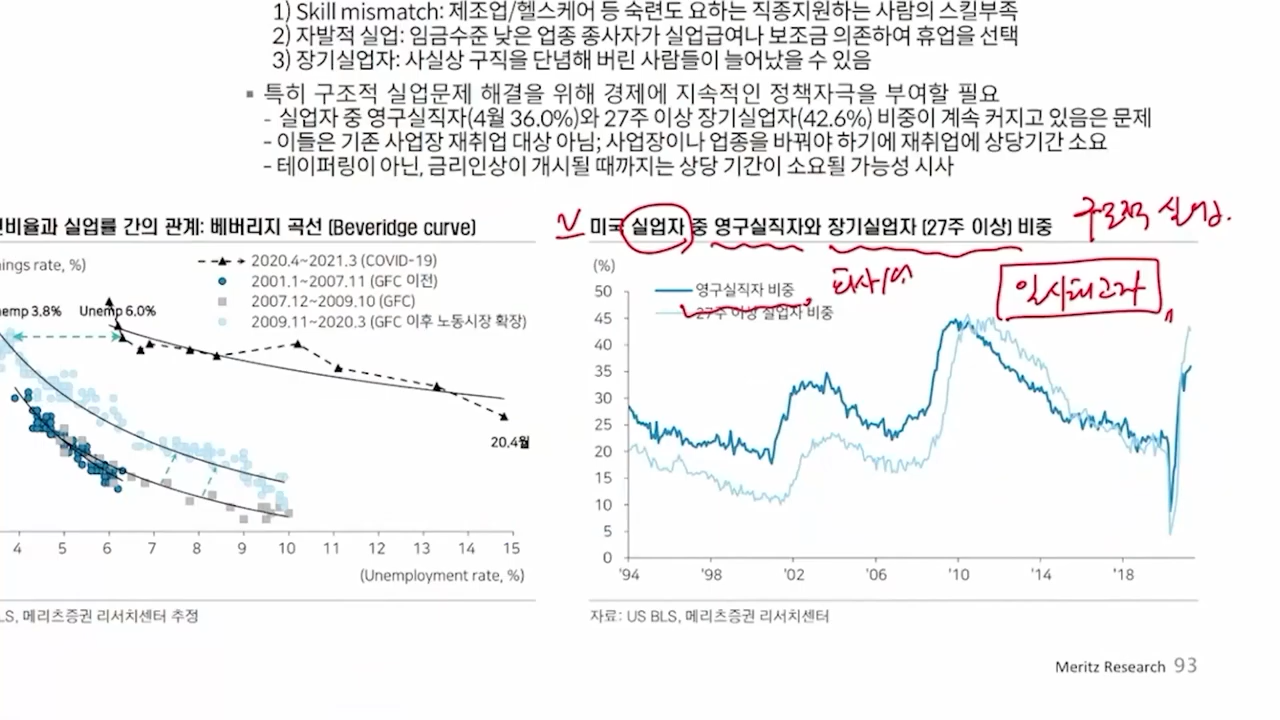 1) Skill mismatch: 제조업/헬스케어 등 숙련도 요하는 직종지원하는 사람의 스킬부족
2) 자발적 실업: 임금수준 낮은 업종 종사자가 실업급여나 보조금 의존하여 휴업을 선택
3) 장기실업자: 사실상 구직을 단념해 버린 사람들이 늘어났을 수 있음
▪ 특히 구조적 실업문제 해결을 위해 경제에 지속적인 정책자극을 부여할 필요
- 실업자 중 영구실직자(4월 36.0%)와 27주 이상 장기실업자(42.6%) 비중이 계속 커지고 있음은 문제
- 이들은 기존 사업장 재취업 대상 아님; 사업장이나 업종을 바꿔야 하기에 재취업에 상당기간 소요
- 테이퍼링이 아닌, 금리인상이 개시될 때까지는 상당 기간이 소요될 가능성 시사
인비율과 실업률 간의 관계: 베버리지 곡선 (Beveridge curve)
nings rate, %)
2020.4~2021.3 (COVID-19)
2001.1~2007.11 (GFC 이전)
2007.12~2009.10 (GFC)
2009.11~2020.3 (GFC 이후 노동시장 확장)
nemp 3.8%
Unemp 6.0%
20.4월
4 5 6 7 8 9 10 11 12 13 14 15
(Unemployment rate, %)
LS, 메리츠증권 리서치센터 추정
미국 실업자 중 영구실직자와 장기실업자 (27주 이상) 비중
구조적 실업.
일시해고자
(%)
영구실직자 비중
27주 이상 실업자 비중
50
45
40
35
30
25
20
15
10
5
0
'94 '98 '02 '06 '10 '14 '18
자료: US BLS, 메리츠증권 리서치센터
Meritz Research 93